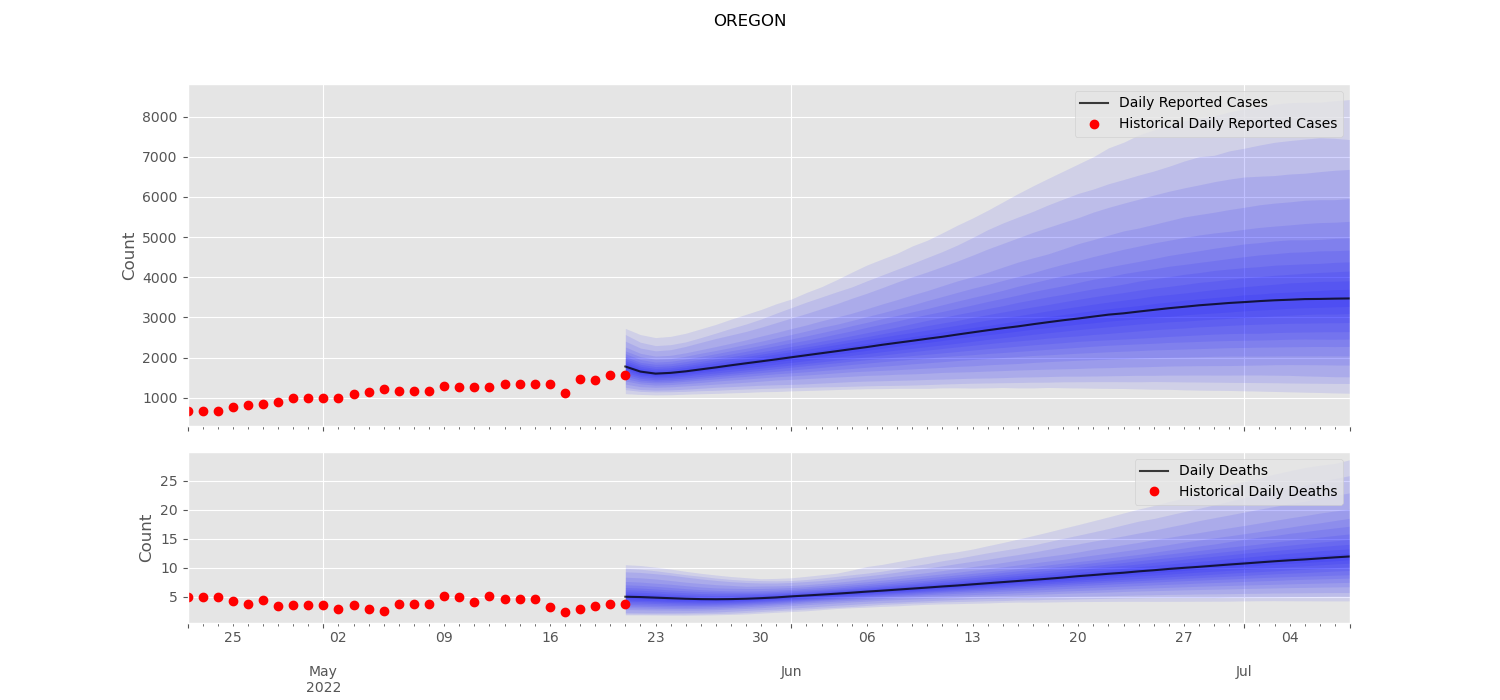 OREGON
Daily Reported Cases
Historical Daily Reported Cases
8000
7000
6000
5000
4000
3000
2000
1000
Count
Daily Deaths
Historical Daily Deaths
25
20
15
10
5
Count
25 02 09 16 23 30 06 13 20 27 04
May Jun Jul
2022